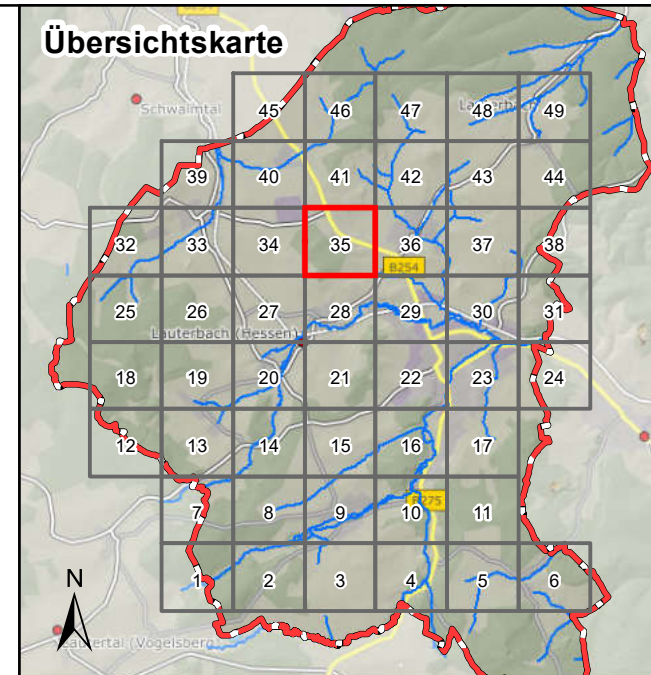 Übersichtskarte
Schwalmtal
45 46 47 48 49
Lauterbach
39 40 41 42 43 44
32 33 34 35 36 37 38
B254
25 26 27 28 29 30 31
Lauterbach (Hessen)
18 19 20 21 22 23 24
12 13 14 15 16 17
7 8 9 10 11
B275
N
1 2 3 4 5 6
Lautertal (Vogelsberg)